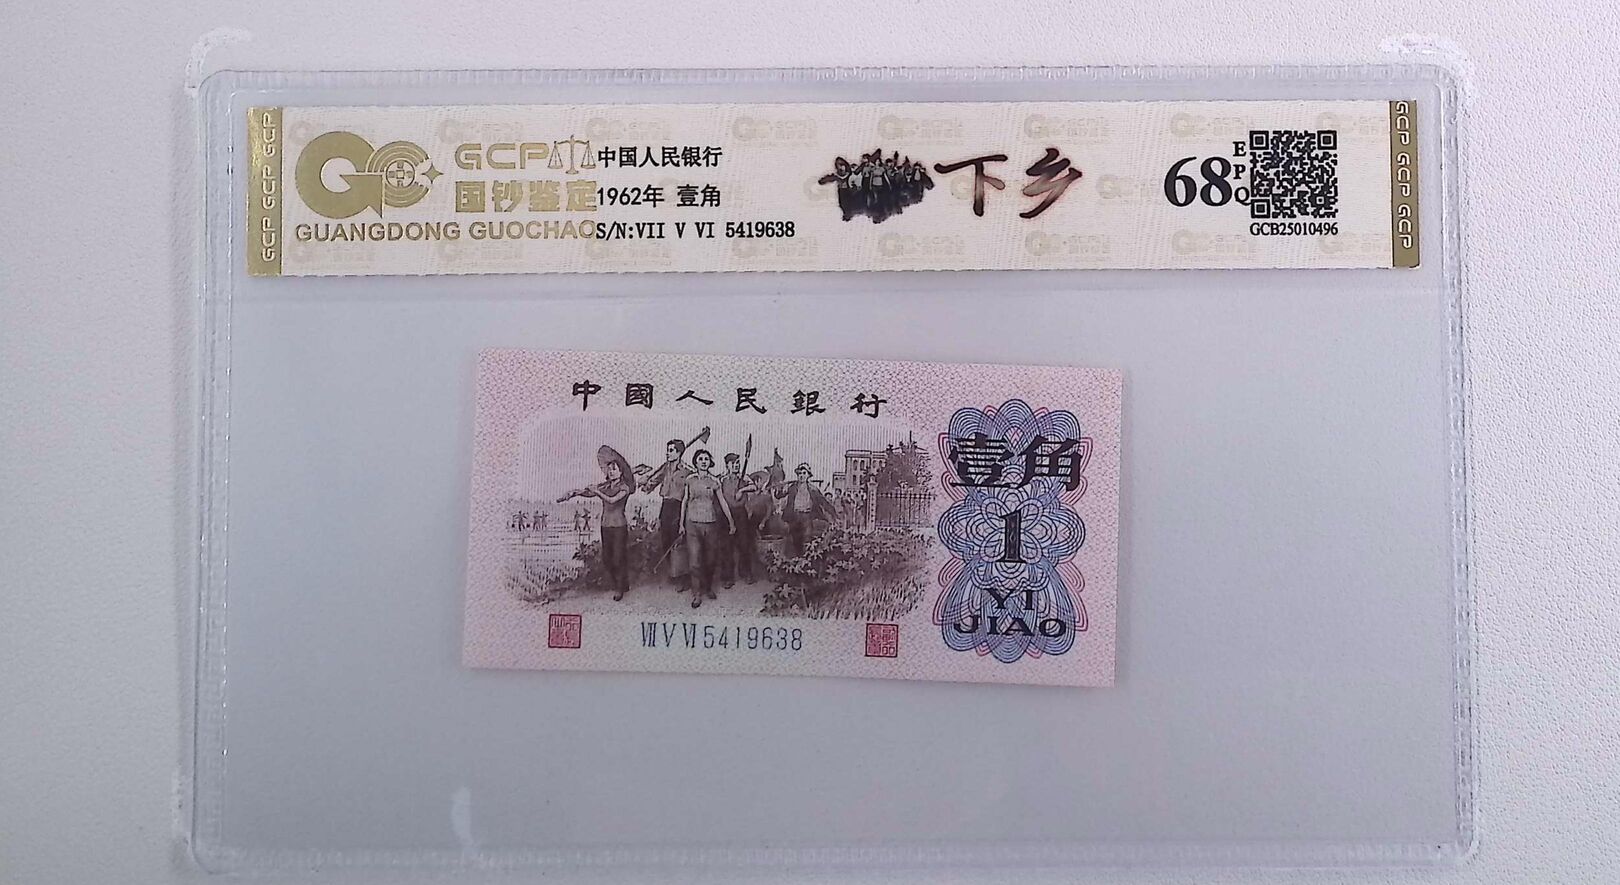 GCP GCP GCP
GCP
国钞鉴定
GUANGDONG GUOCHAO
中国人民银行
1962年 壹角
S/N:VII V VI 5419638
下乡
68
EPQ
GCB25010496
GCP GCP GCP
中國人民銀行
壹角
1
YI
JIAO
Ⅶ Ⅴ Ⅵ 5419638